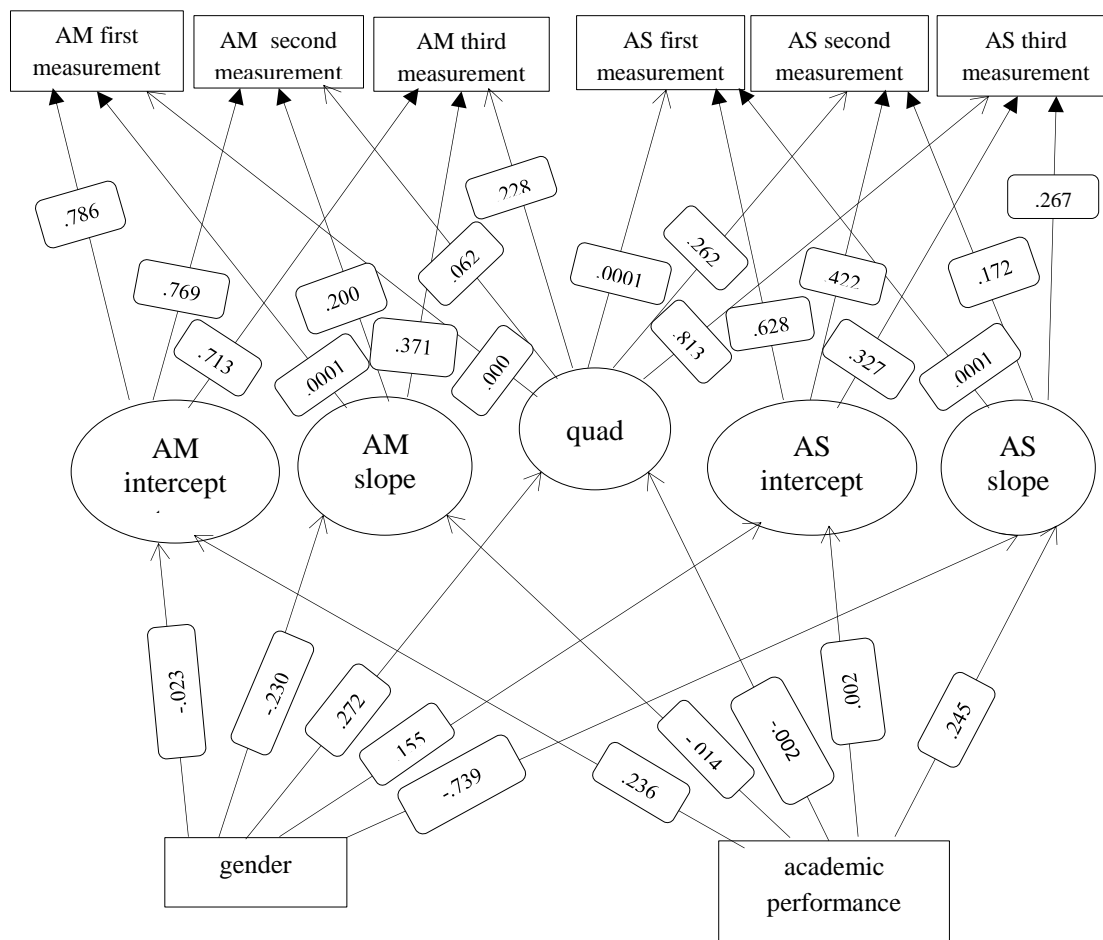 AM first
measurement
AM second
measurement
AM third
measurement
AS first
measurement
AS second
measurement
AS third
measurement
.786
.769
.713
.0001
.200
.371
.062
.228
.000
.0001
.262
.813
.628
.422
.327
.172
.0001
.267
AM
intercept
AM
slope
quad
AS
intercept
AS
slope
-.023
-.230
.272
.155
-.739
.236
-.014
-.002
.002
.245
gender
academic
performance